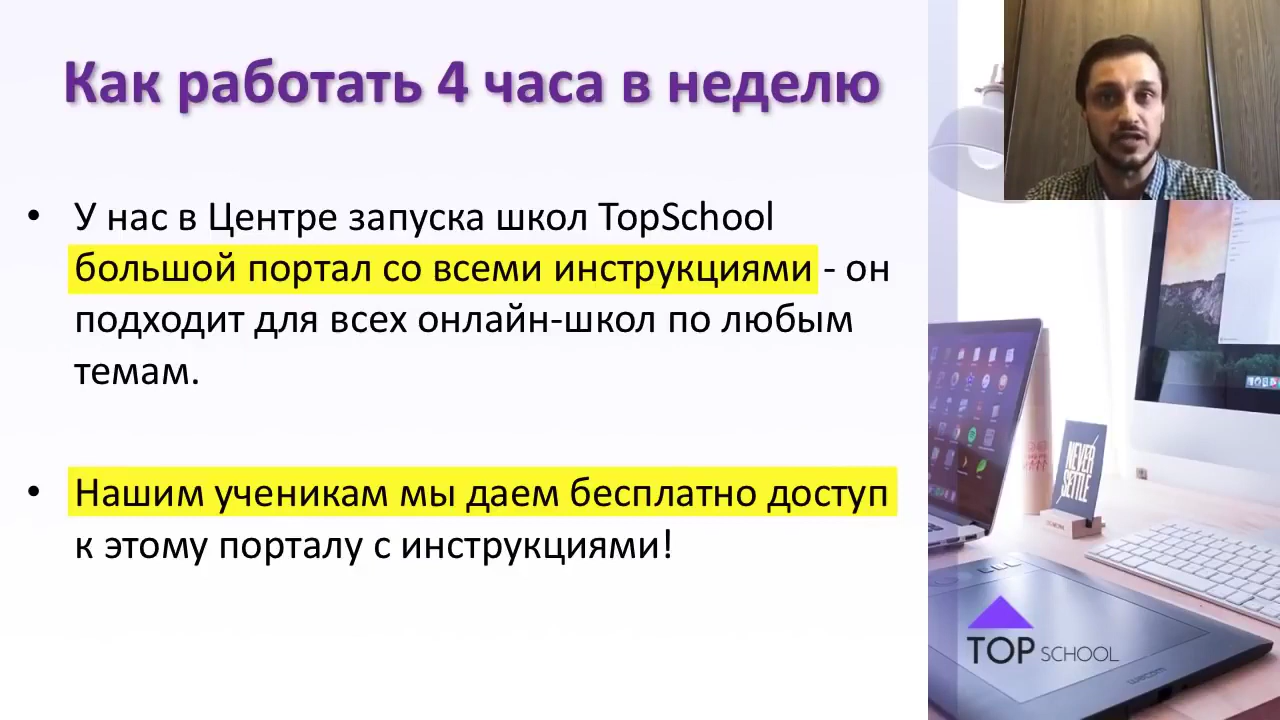 Как работать 4 часа в неделю
• У нас в Центре запуска школ TopSchool
большой портал со всеми инструкциями - он
подходит для всех онлайн-школ по любым
темам.
• Нашим ученикам мы даем бесплатно доступ
к этому порталу с инструкциями!
NEVER
SETTLE
TOP SCHOOL
wacom